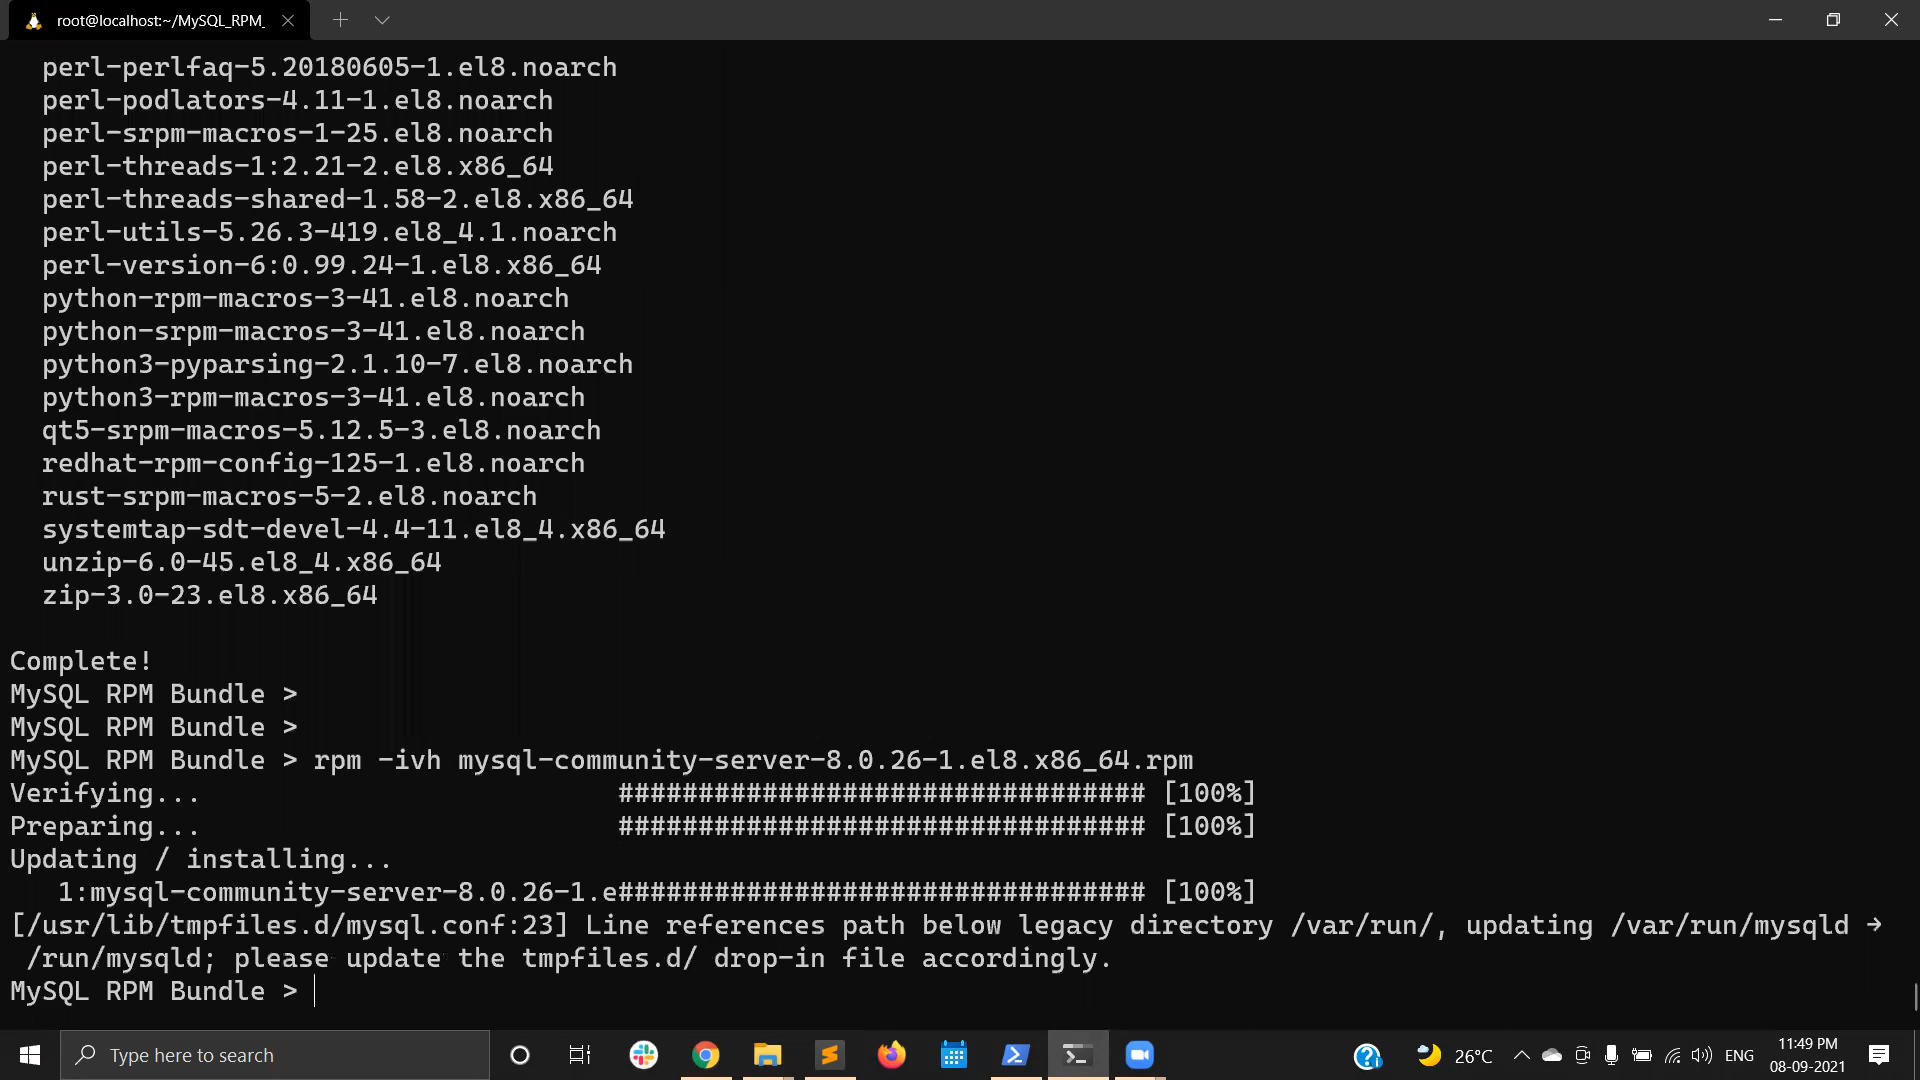 root@localhost:~/MySQL_RPM_
perl-perlfaq-5.20180605-1.el8.noarch
perl-podlators-4.11-1.el8.noarch
perl-srpm-macros-1-25.el8.noarch
perl-threads-1:2.21-2.el8.x86_64
perl-threads-shared-1.58-2.el8.x86_64
perl-utils-5.26.3-419.el8_4.1.noarch
perl-version-6:0.99.24-1.el8.x86_64
python-rpm-macros-3-41.el8.noarch
python-srpm-macros-3-41.el8.noarch
python3-pyparsing-2.1.10-7.el8.noarch
python3-rpm-macros-3-41.el8.noarch
qt5-srpm-macros-5.12.5-3.el8.noarch
redhat-rpm-config-125-1.el8.noarch
rust-srpm-macros-5-2.el8.noarch
systemtap-sdt-devel-4.4-11.el8_4.x86_64
unzip-6.0-45.el8_4.x86_64
zip-3.0-23.el8.x86_64
Complete!
MySQL RPM Bundle >
MySQL RPM Bundle >
MySQL RPM Bundle > rpm -ivh mysql-community-server-8.0.26-1.el8.x86_64.rpm
Verifying... ################################# [100%]
Preparing... ################################# [100%]
Updating / installing...
1:mysql-community-server-8.0.26-1.e################################# [100%]
[/usr/lib/tmpfiles.d/mysql.conf:23] Line references path below legacy directory /var/run/, updating /var/run/mysqld →
/run/mysqld; please update the tmpfiles.d/ drop-in file accordingly.
MySQL RPM Bundle >
Type here to search
26°C
ENG
11:49 PM
08-09-2021